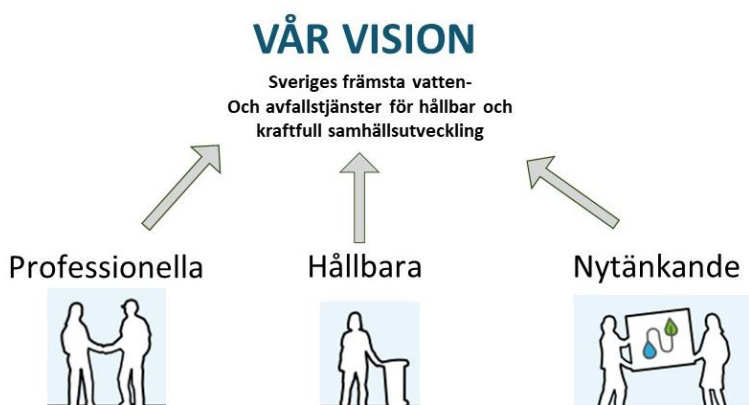 VÅR VISION
Sveriges främsta vatten-
Och avfallstjänster för hållbar och
kraftfull samhällsutveckling
Professionella
Hållbara
Nytänkande